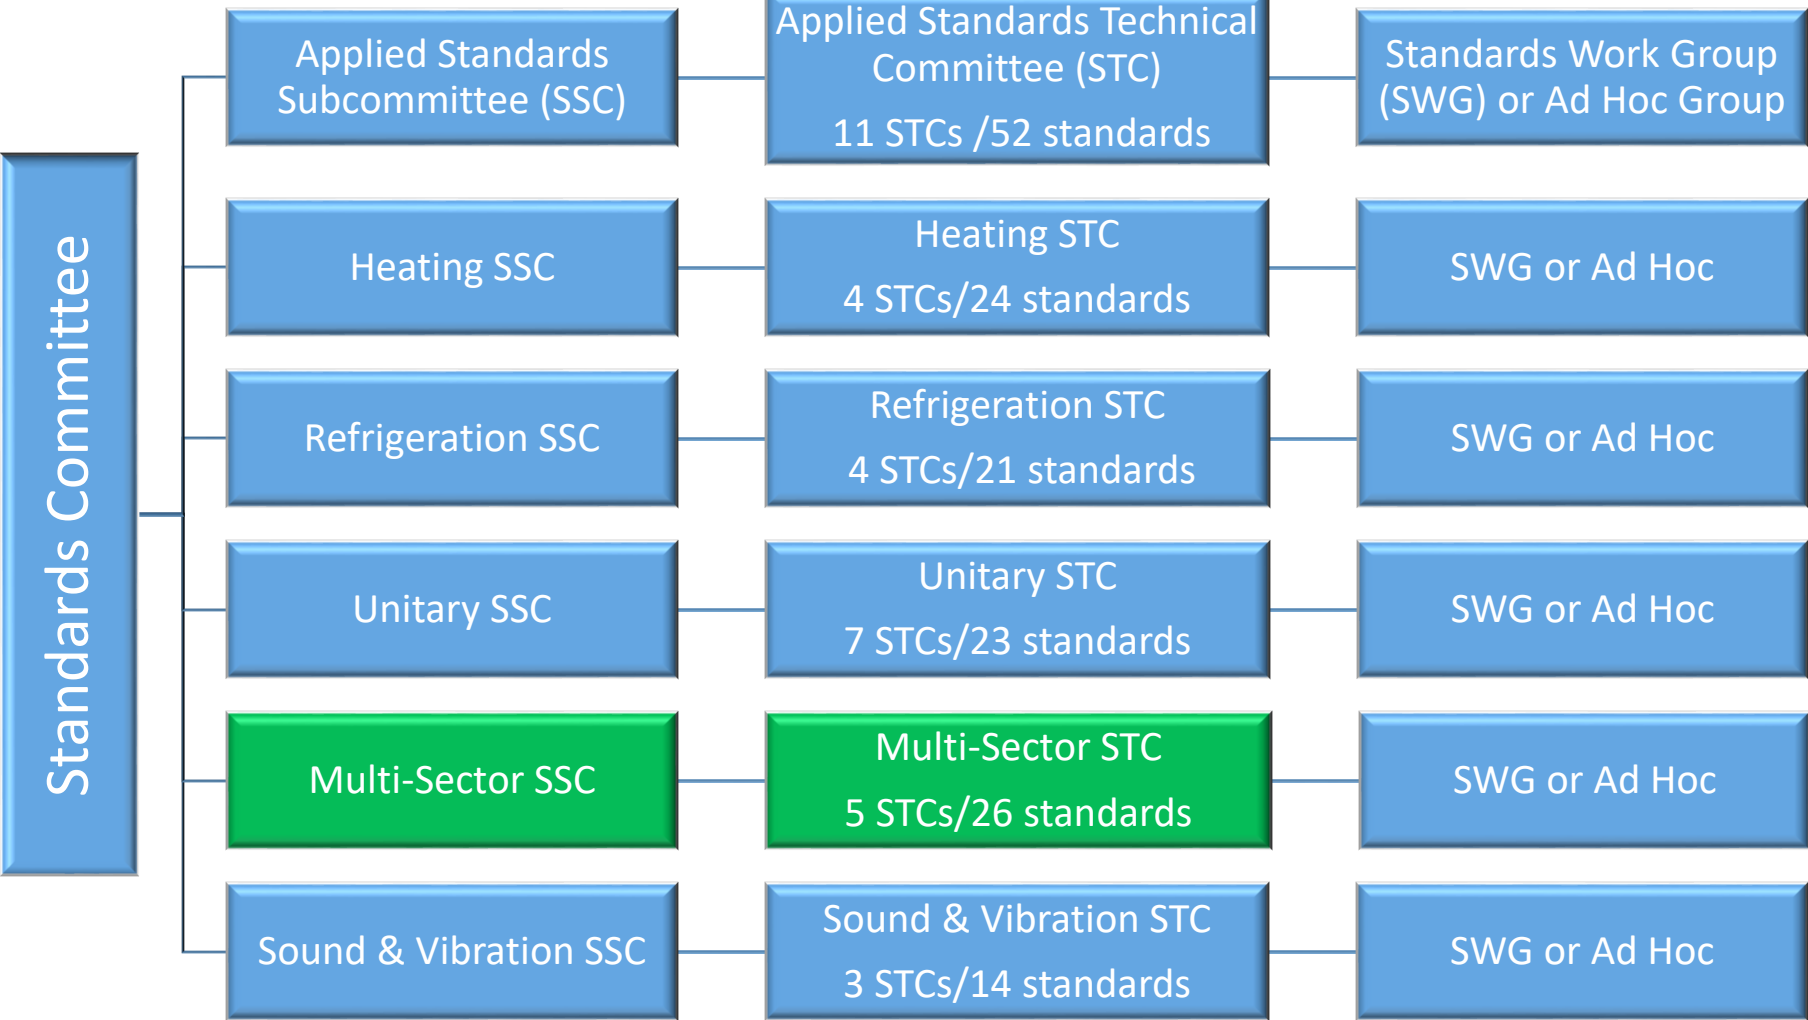 Standards Committee
Applied Standards
Subcommittee (SSC)
Applied Standards Technical
Committee (STC)
11 STCs /52 standards
Standards Work Group
(SWG) or Ad Hoc Group
Heating SSC
Heating STC
4 STCs/24 standards
SWG or Ad Hoc
Refrigeration SSC
Refrigeration STC
4 STCs/21 standards
SWG or Ad Hoc
Unitary SSC
Unitary STC
7 STCs/23 standards
SWG or Ad Hoc
Multi-Sector SSC
Multi-Sector STC
5 STCs/26 standards
SWG or Ad Hoc
Sound & Vibration SSC
Sound & Vibration STC
3 STCs/14 standards
SWG or Ad Hoc